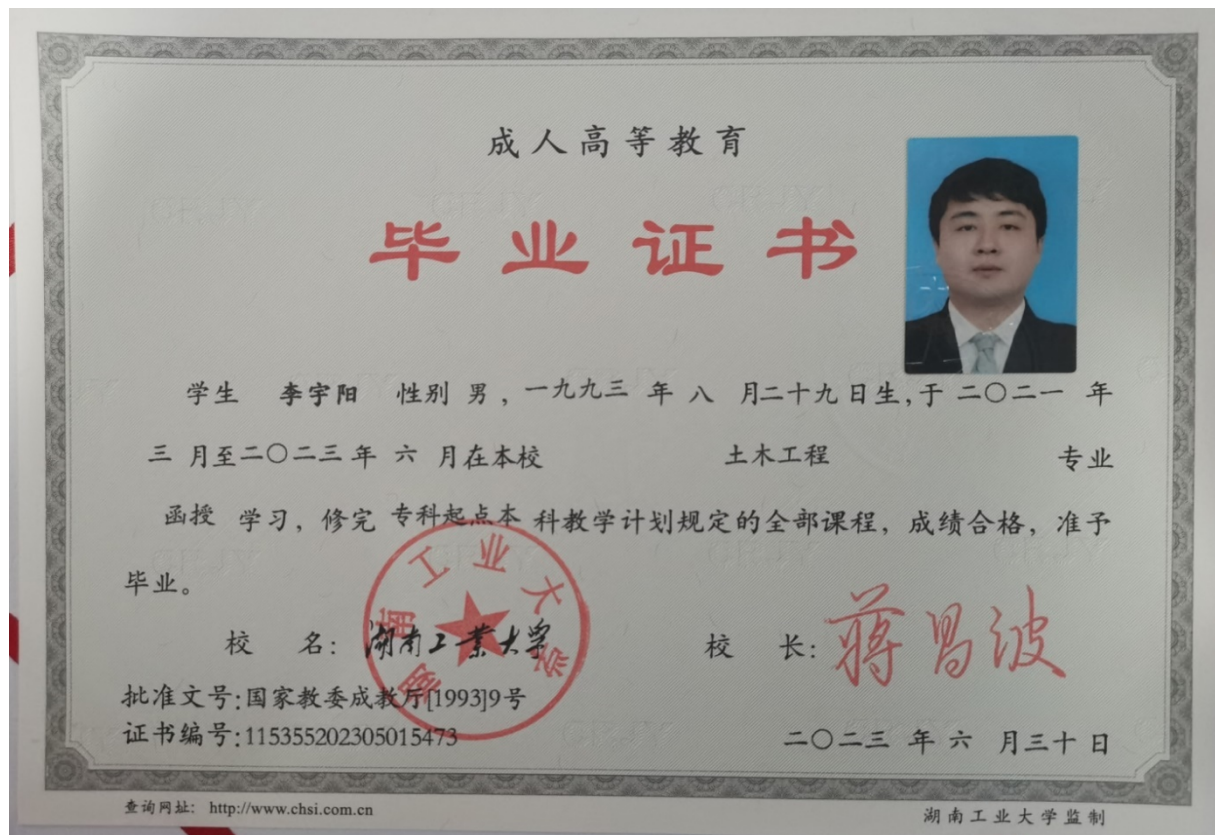 成人高等教育
毕业证书
学生 李宇阳 性别 男，一九九三 年 八 月二十九日生，于 二〇二一 年
三 月至二〇二三年 六 月在本校 土木工程 专业
函授 学习，修完 专科起点本 科教学计划规定的全部课程，成绩合格，准予
毕业。
湖南工业大学
校 名：湖南工業大学 校 长：蒋昌波
批准文号:国家教委成教厅[1993]9号
证书编号:115355202305015473 二〇二三 年 六 月三十 日
查询网址： http://www.chsi.com.cn 湖南工业大学监制